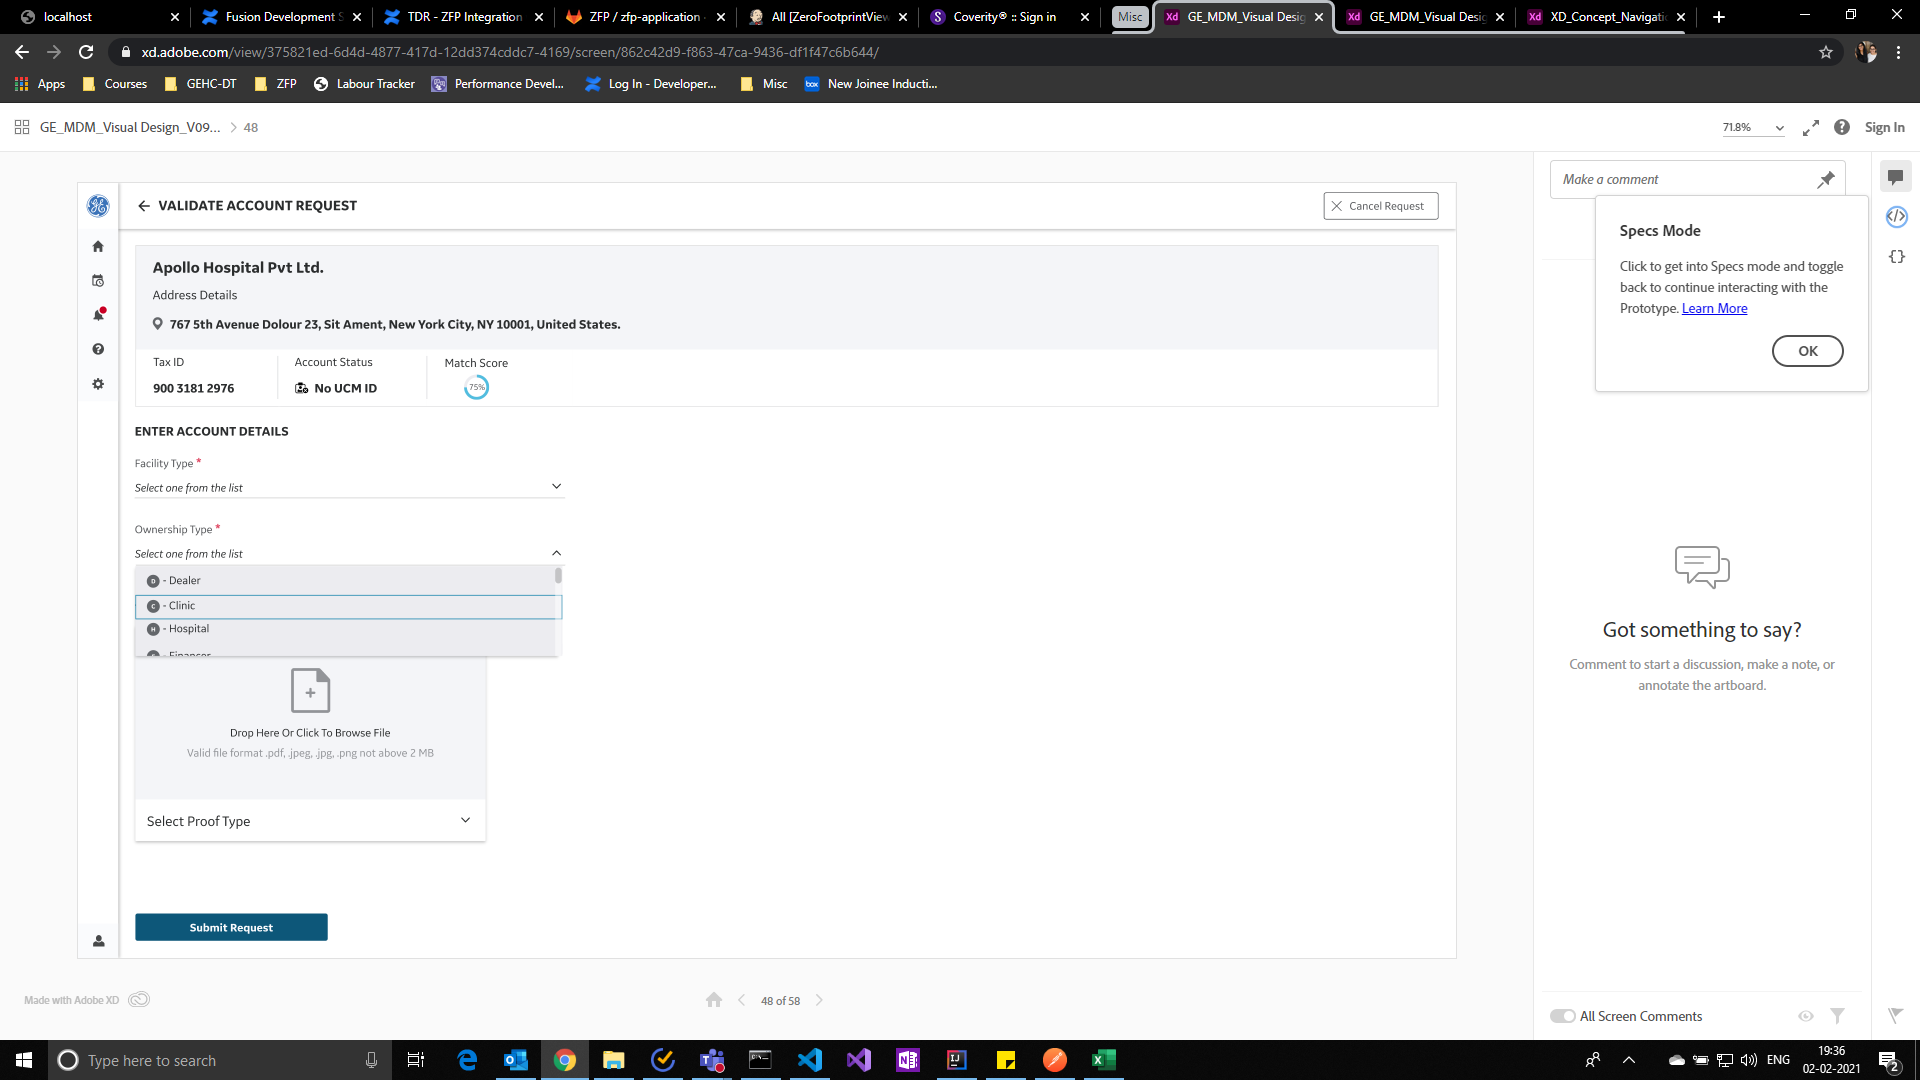 localhost
Fusion Development S
TDR - ZFP Integration
ZFP / zfp-application
All [ZeroFootprintView
Coverity® :: Sign in
Misc
GE_MDM_Visual Desig
GE_MDM_Visual Desig
XD_Concept_Navigati
xd.adobe.com/view/375821ed-6d4d-4877-417d-12dd374cddc7-4169/screen/862c42d9-f863-47ca-9436-df1f47c6b644/
Apps
Courses
GEHC-DT
ZFP
Labour Tracker
Performance Devel...
Log In - Developer...
Misc
box
New Joinee Inducti...
GE_MDM_Visual Design_V09...
48
71.8%
Sign In
VALIDATE ACCOUNT REQUEST
Cancel Request
Apollo Hospital Pvt Ltd.
Address Details
767 5th Avenue Dolour 23, Sit Ament, New York City, NY 10001, United States.
Tax ID
900 3181 2976
Account Status
No UCM ID
Match Score
75%
ENTER ACCOUNT DETAILS
Facility Type *
Select one from the list
Ownership Type *
Select one from the list
D - Dealer
C - Clinic
H - Hospital
- Financer
Drop Here Or Click To Browse File
Valid file format .pdf, .jpeg, .jpg, .png not above 2 MB
Select Proof Type
Submit Request
Make a comment
Specs Mode
Click to get into Specs mode and toggle
back to continue interacting with the
Prototype. Learn More
OK
Got something to say?
Comment to start a discussion, make a note, or
annotate the artboard.
Made with Adobe XD
48 of 58
All Screen Comments
Type here to search
ENG
19:36
02-02-2021
2